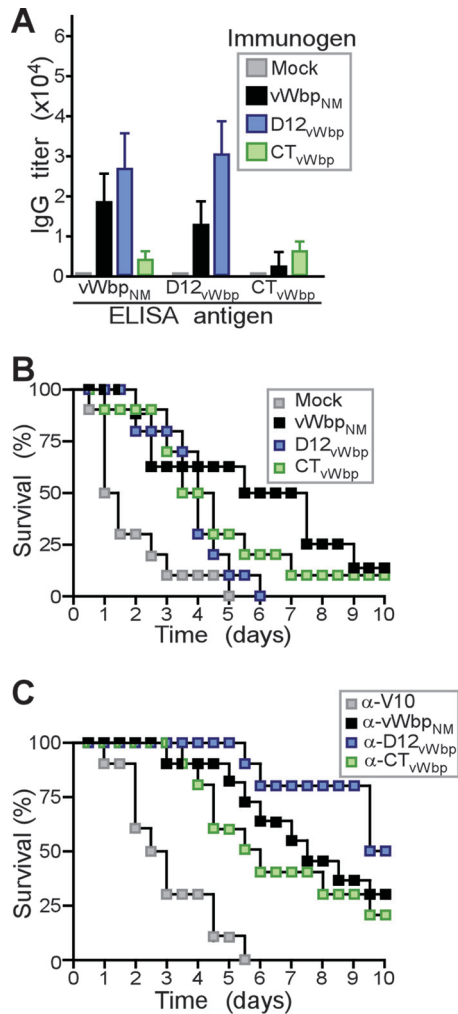 A
IgG titer (x10⁴)
6
5
4
3
2
1
0
Immunogen
Mock
vWbpNM
D12vWbp
CTvWbp
vWbpNM D12vWbp CTvWbp
ELISA antigen
B
Survival (%)
100
75
50
25
0
Mock
vWbpNM
D12vWbp
CTvWbp
0 1 2 3 4 5 6 7 8 9 10
Time (days)
C
Survival (%)
100
75
50
25
0
α-V10
α-vWbpNM
α-D12vWbp
α-CTvWbp
0 1 2 3 4 5 6 7 8 9 10
Time (days)